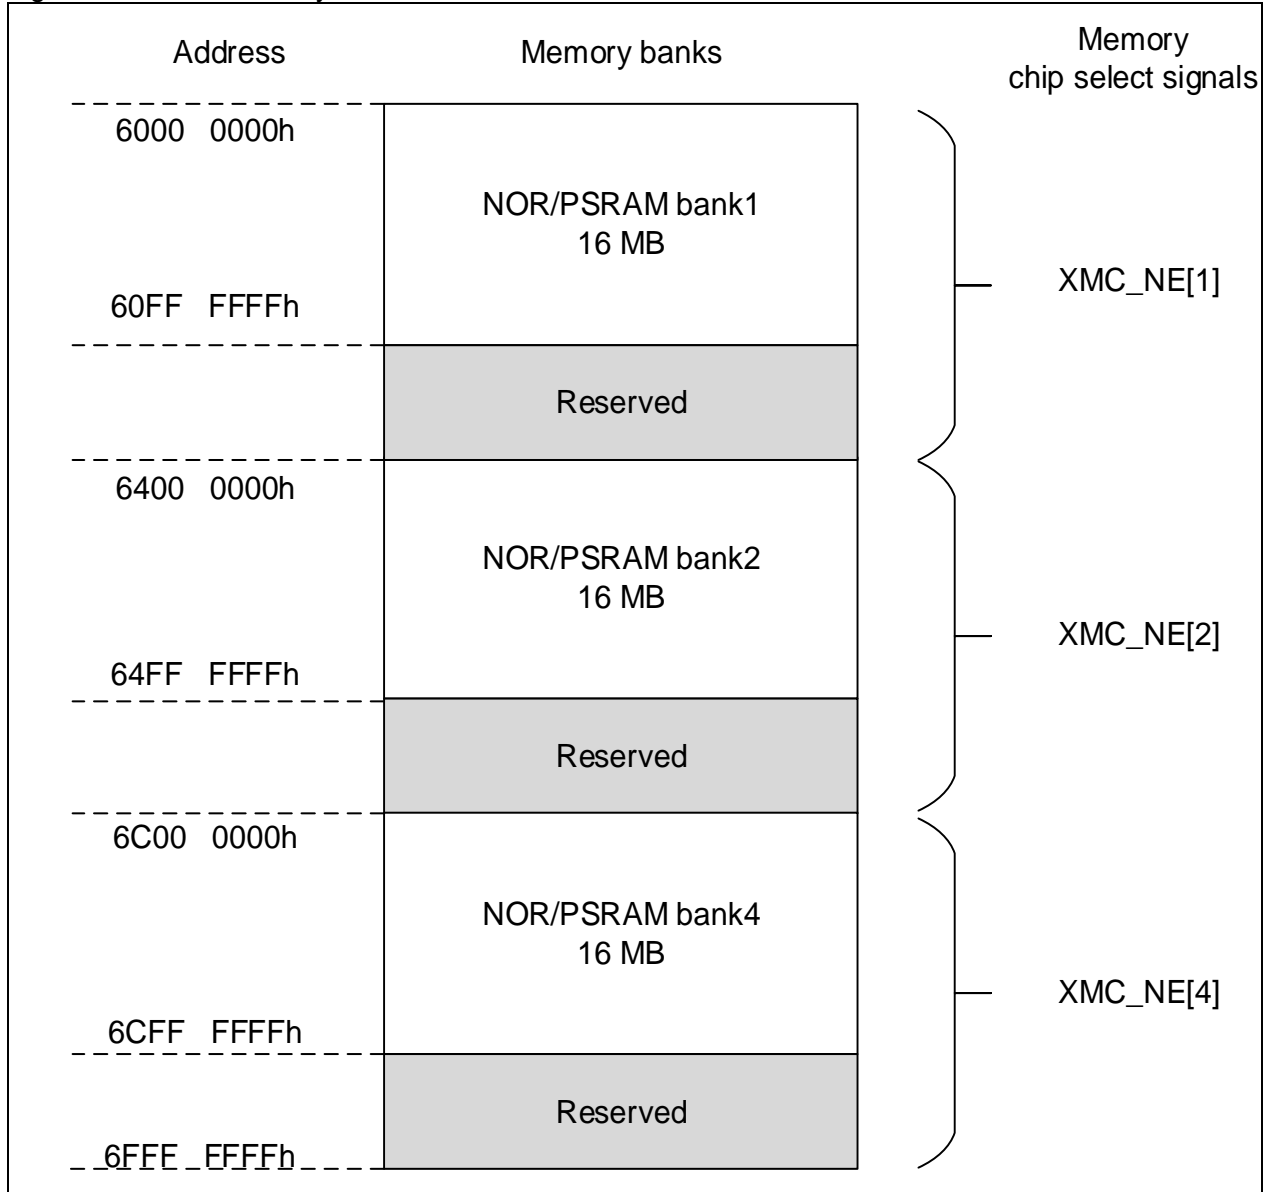 Address
Memory banks
Memory
chip select signals
6000 0000h
NOR/PSRAM bank1
16 MB
XMC_NE[1]
60FF FFFFh
Reserved
6400 0000h
NOR/PSRAM bank2
16 MB
XMC_NE[2]
64FF FFFFh
Reserved
6C00 0000h
NOR/PSRAM bank4
16 MB
XMC_NE[4]
6CFF FFFFh
Reserved
6FFF FFFFh